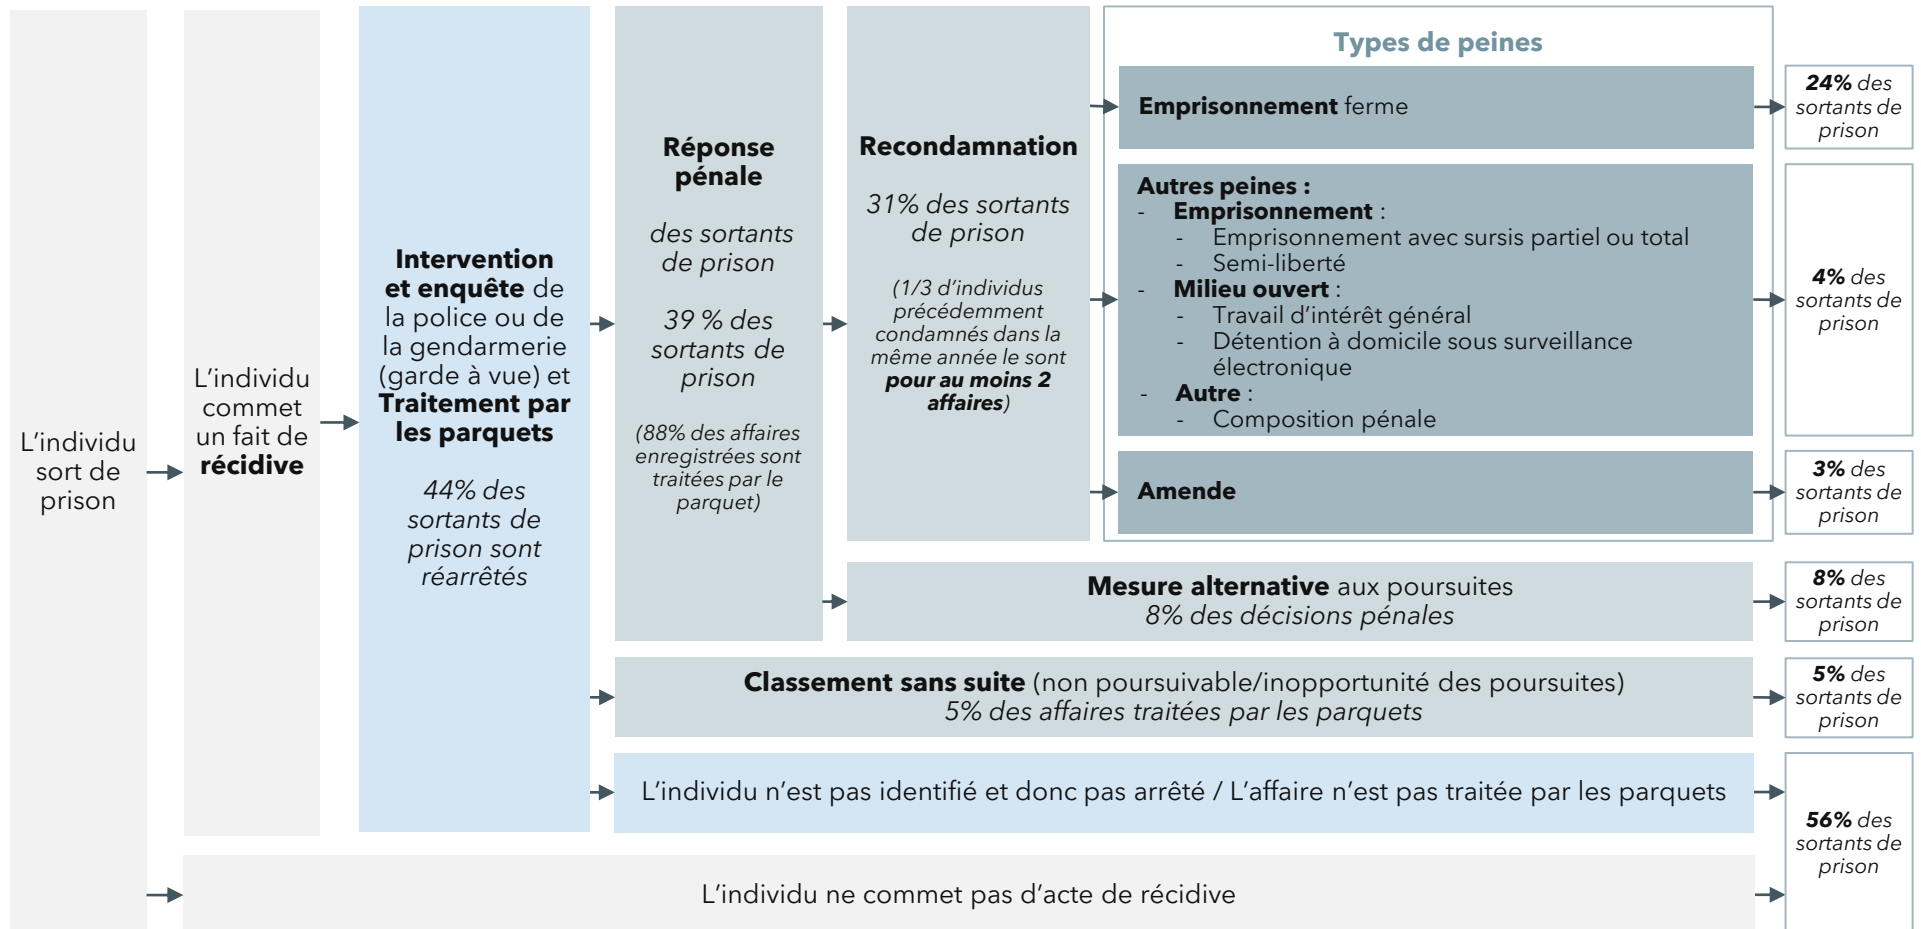 L'individu
sort de
prison
L'individu
commet
un fait de
récidive
Intervention
et enquête de
la police ou de
la gendarmerie
(garde à vue) et
Traitement par
les parquets
44% des
sortants de
prison sont
réarrêtés
Réponse
pénale
des sortants
de prison
39 % des
sortants de
prison
(88% des affaires
enregistrées sont
traitées par le
parquet)
Recondamnation
31% des sortants
de prison
(1/3 d'individus
précédemment
condamnés dans la
même année le sont
pour au moins 2
affaires)
Types de peines
Emprisonnement ferme
24% des
sortants de
prison
Autres peines :
- Emprisonnement :
- Emprisonnement avec sursis partiel ou total
- Semi-liberté
- Milieu ouvert :
- Travail d'intérêt général
- Détention à domicile sous surveillance
électronique
- Autre :
- Composition pénale
4% des
sortants de
prison
Amende
3% des
sortants de
prison
Mesure alternative aux poursuites
8% des décisions pénales
8% des
sortants de
prison
Classement sans suite (non poursuivable/inopportunité des poursuites)
5% des affaires traitées par les parquets
5% des
sortants de
prison
L'individu n'est pas identifié et donc pas arrêté / L'affaire n'est pas traitée par les parquets
56% des
sortants de
prison
L'individu ne commet pas d'acte de récidive